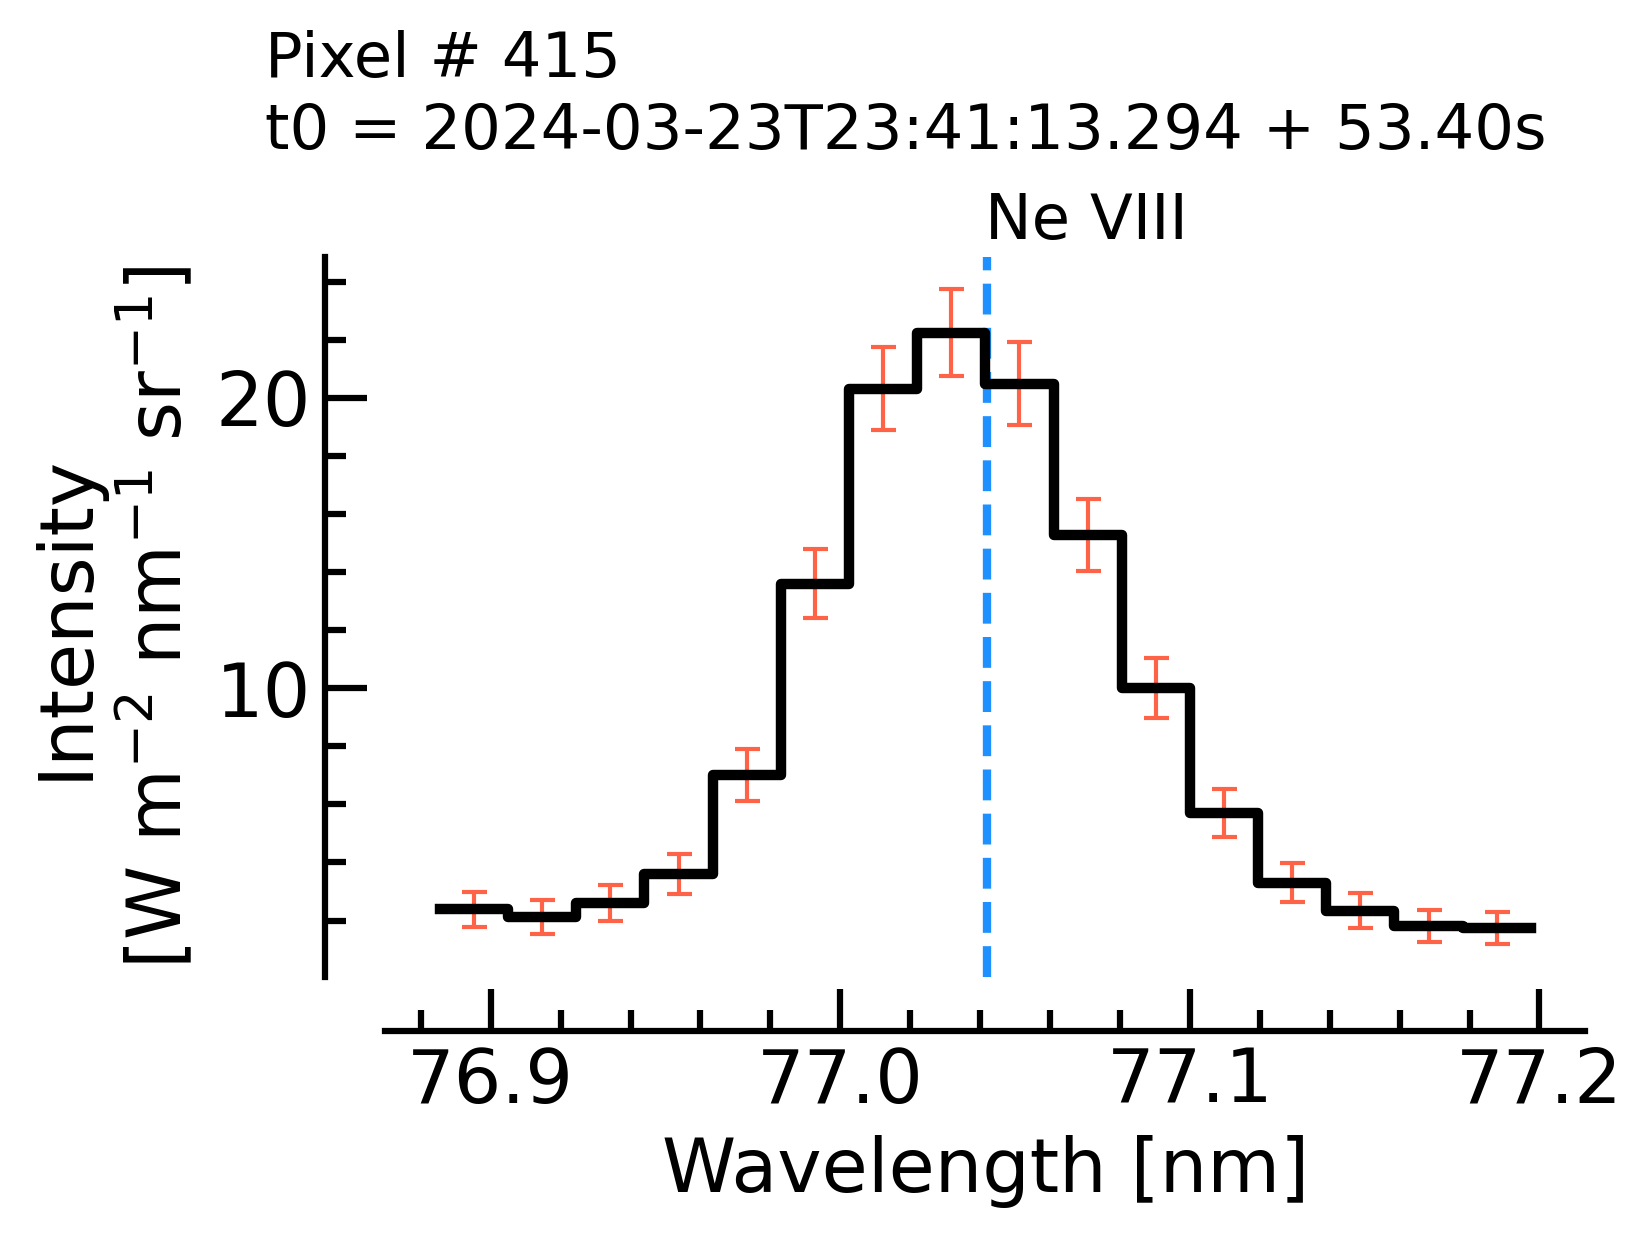 Pixel # 415
t0 = 2024-03-23T23:41:13.294 + 53.40s
Ne VIII
Intensity
[W m⁻² nm⁻¹ sr⁻¹]
20
10
76.9 77.0 77.1 77.2
Wavelength [nm]